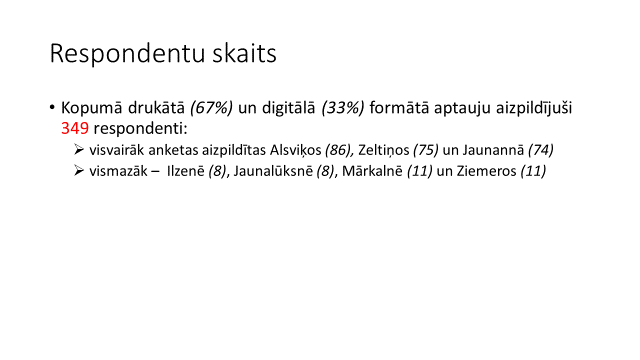 Respondentu skaits
• Kopumā drukātā (67%) un digitālā (33%) formātā aptauju aizpildījuši
349 respondenti:
➢ visvairāk anketas aizpildītas Alsviķos (86), Zeltiņos (75) un Jaunannā (74)
➢ vismazāk – Ilzenē (8), Jaunalūksnē (8), Mārkalnē (11) un Ziemeros (11)